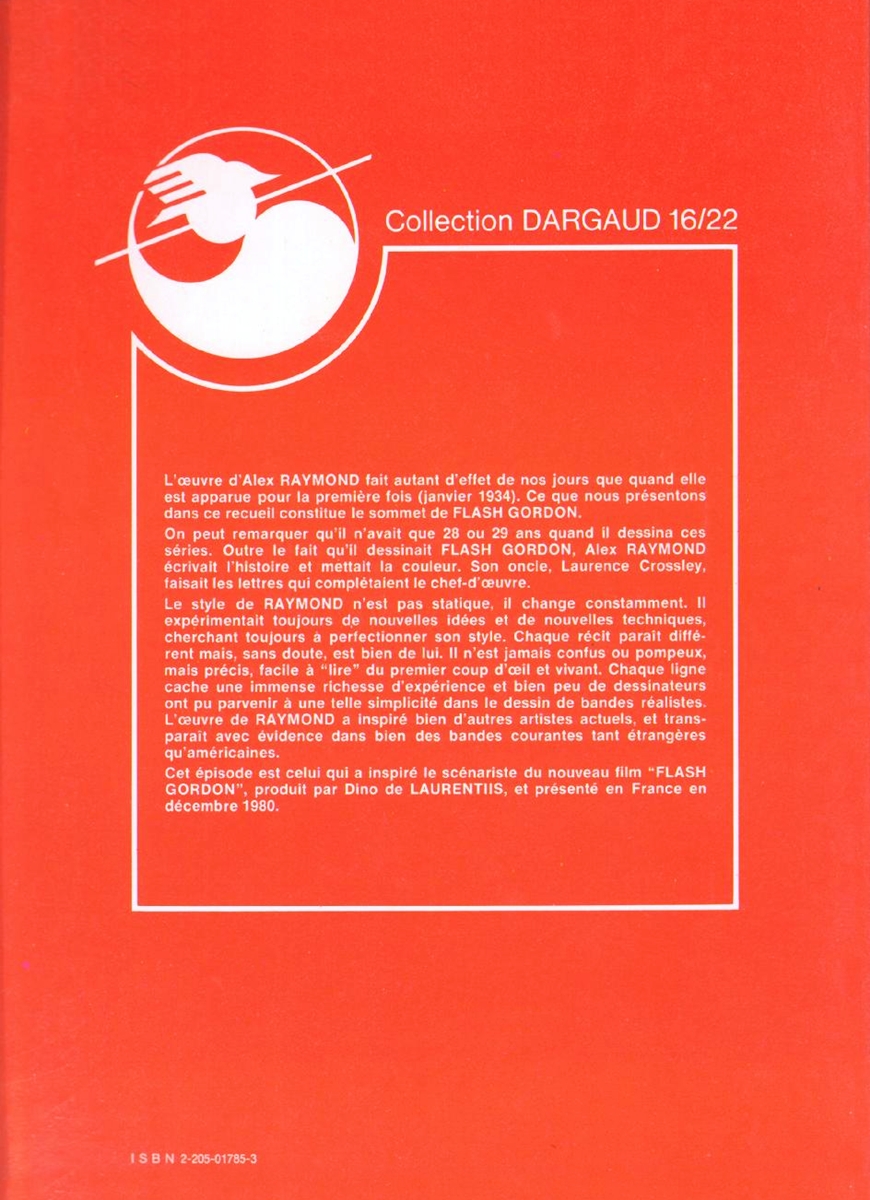 Collection DARGAUD 16/22
L'œuvre d'Alex RAYMOND fait autant d'effet de nos jours que quand elle
est apparue pour la première fois (janvier 1934). Ce que nous présentons
dans ce recueil constitue le sommet de FLASH GORDON.
On peut remarquer qu'il n'avait que 28 ou 29 ans quand il dessina ces
séries. Outre le fait qu'il dessinait FLASH GORDON, Alex RAYMOND
écrivait l'histoire et mettait la couleur. Son oncle, Laurence Crossley,
faisait les lettres qui complétaient le chef-d'œuvre.
Le style de RAYMOND n'est pas statique, il change constamment. Il
expérimentait toujours de nouvelles idées et de nouvelles techniques,
cherchant toujours à perfectionner son style. Chaque récit paraît diffé-
rent mais, sans doute, est bien de lui. Il n'est jamais confus ou pompeux,
mais précis, facile à "lire" du premier coup d'œil et vivant. Chaque ligne
cache une immense richesse d'expérience et bien peu de dessinateurs
ont pu parvenir à une telle simplicité dans le dessin de bandes réalistes.
L'œuvre de RAYMOND a inspiré bien d'autres artistes actuels, et trans-
paraît avec évidence dans bien des bandes courantes tant étrangères
qu'américaines.
Cet épisode est celui qui a inspiré le scénariste du nouveau film "FLASH
GORDON", produit par Dino de LAURENTIIS, et présenté en France en
décembre 1980.
ISBN 2-205-01785-3